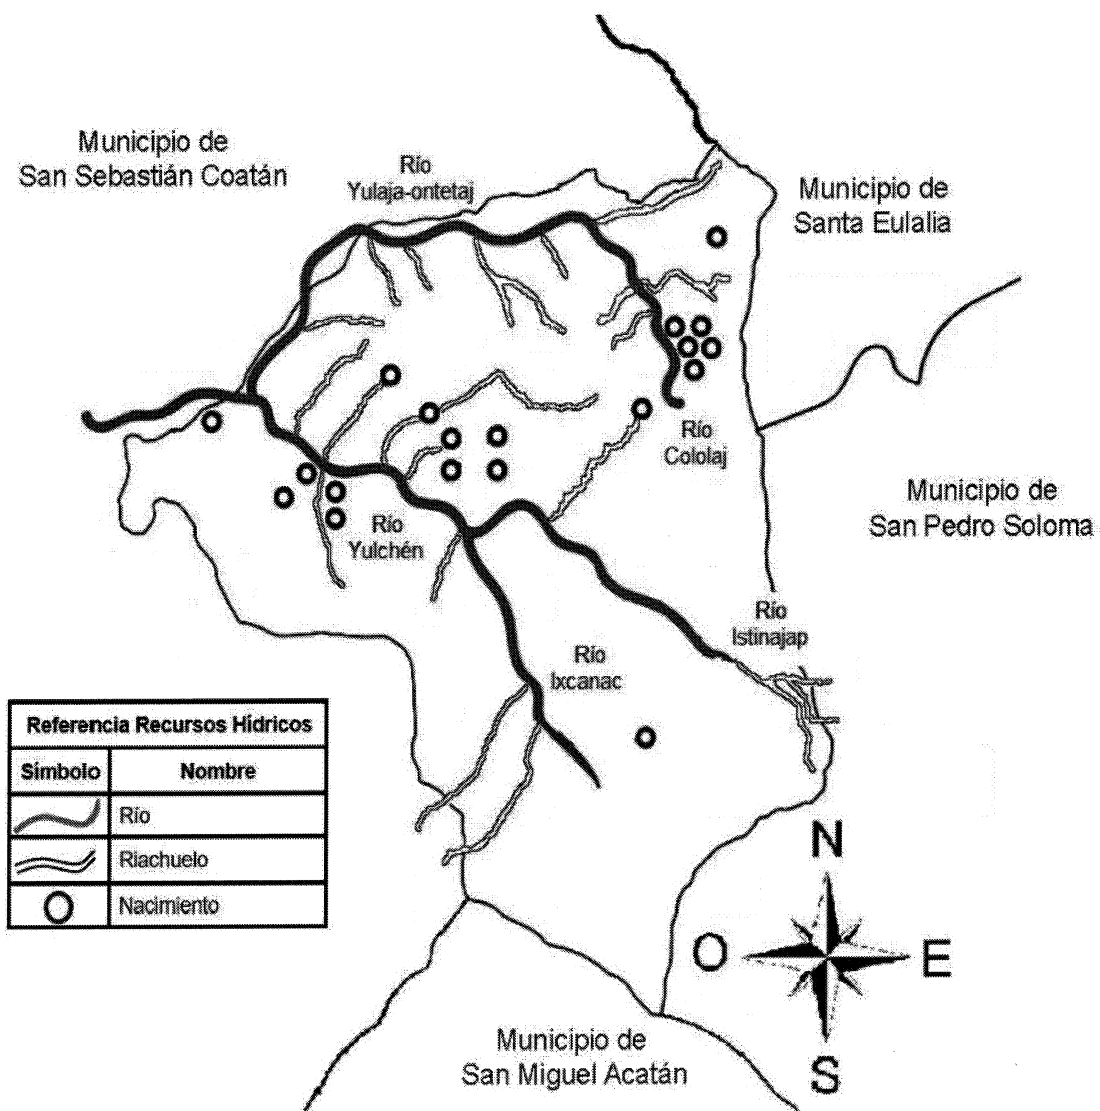 Municipio de
San Sebastián Coatán
Río
Yulaja-ontetaj
Municipio de
Santa Eulalia
Río
Cololaj
Municipio de
San Pedro Soloma
Río
Yulchén
Río
Istinajap
Río
Ixcanac
Referencia Recursos Hídricos
Símbolo Nombre
Río
Riachuelo
Nacimiento
N
O E
S
Municipio de
San Miguel Acatán